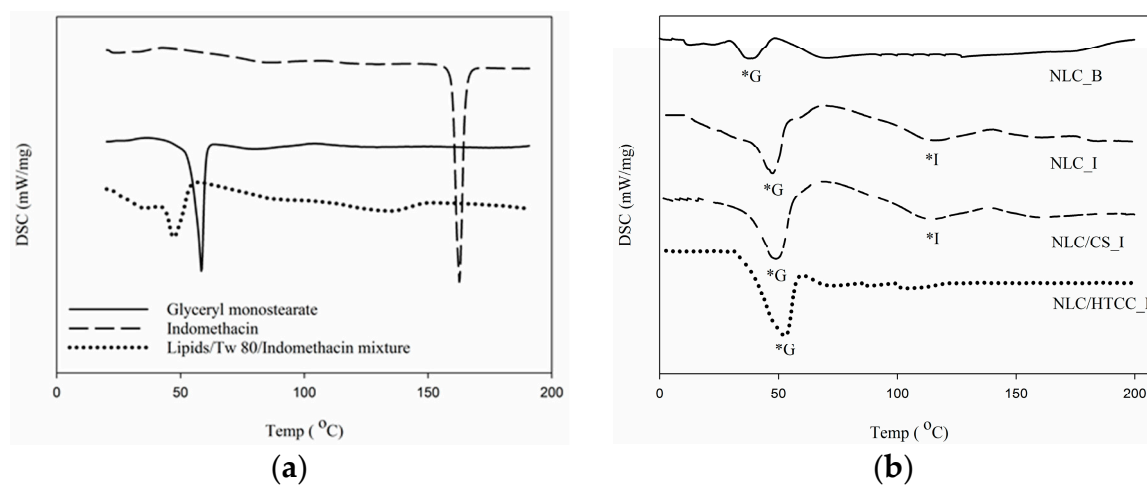 DSC (mW/mg)
Glyceryl monostearate
Indomethacin
Lipids/Tw 80/Indomethacin mixture
0 50 100 150 200
Temp ( °C)
(a)
DSC (mW/mg)
*G
NLC_B
*G
*I
NLC_I
*G
*I
NLC/CS_I
*G
NLC/HTCC_I
0 50 100 150 200
Temp ( °C)
(b)